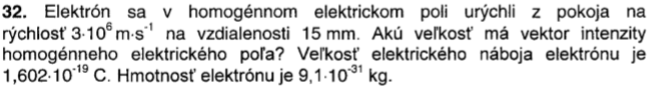 32. Elektrón sa v homogénnom elektrickom poli urýchli z pokoja na
rýchlosť 3·10⁶ m·s⁻¹ na vzdialenosti 15 mm. Akú veľkosť má vektor intenzity
homogénneho elektrického poľa? Veľkosť elektrického náboja elektrónu je
1,602·10⁻¹⁹ C. Hmotnosť elektrónu je 9,1·10⁻³¹ kg.